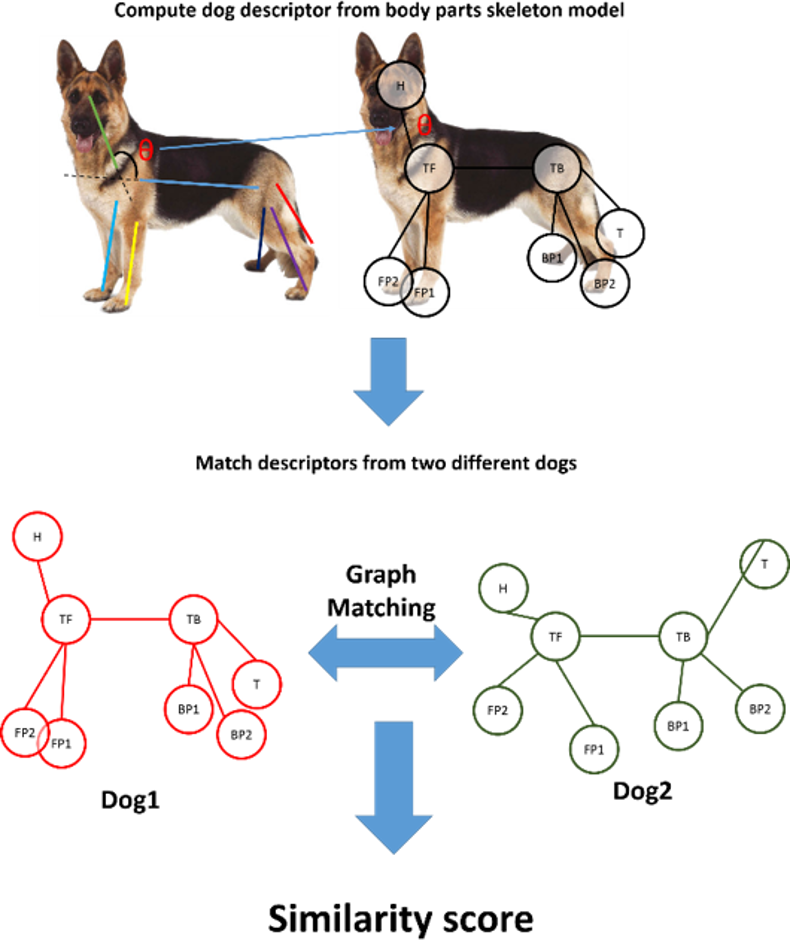 Compute dog descriptor from body parts skeleton model
H
θ
θ
TF
TB
T
BP1
FP2
FP1
BP2
Match descriptors from two different dogs
H
Graph
Matching
T
H
TF
TB
TF
TB
T
BP1
FP2
BP2
FP2
FP1
BP2
BP1
FP1
Dog1
Dog2
Similarity score